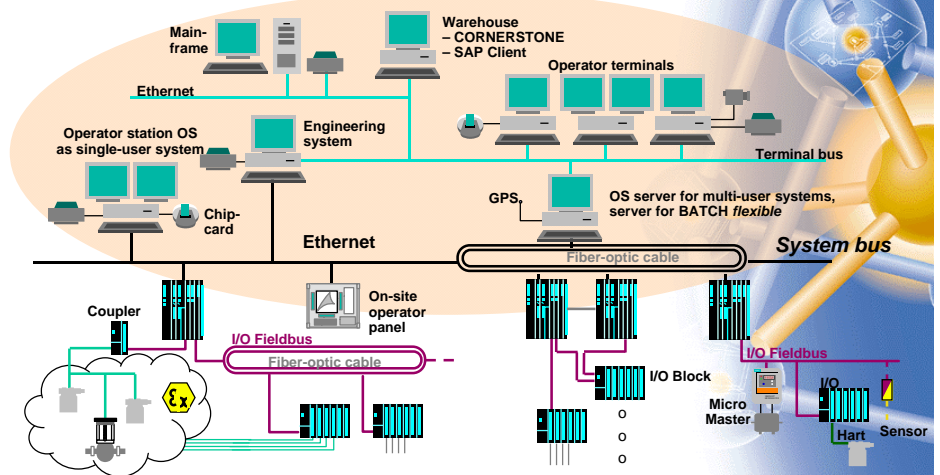 Main-
frame
Warehouse
– CORNERSTONE
– SAP Client
Operator terminals
Ethernet
Operator station OS
as single-user system
Engineering
system
Terminal bus
GPS
OS server for multi-user systems,
server for BATCH flexible
Chip-
card
Ethernet
System bus
Fiber-optic cable
Coupler
On-site
operator
panel
I/O Fieldbus
Fiber-optic cable
I/O Fieldbus
I/O Block
Micro
Master
I/O
Hart
Sensor
εx
o
o
o